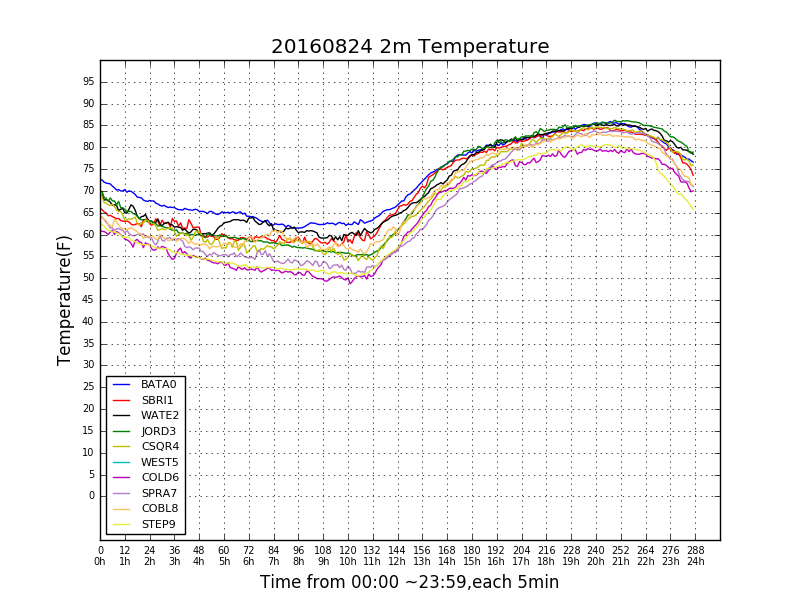 20160824 2m Temperature
Temperature(F)
95
90
85
80
75
70
65
60
55
50
45
40
35
30
25
20
15
10
5
0
BATA0
SBRI1
WATE2
JORD3
CSQR4
WEST5
COLD6
SPRA7
COBL8
STEP9
0 12 24 36 48 60 72 84 96 108 120 132 144 156 168 180 192 204 216 228 240 252 264 276 288
0h 1h 2h 3h 4h 5h 6h 7h 8h 9h 10h 11h 12h 13h 14h 15h 16h 17h 18h 19h 20h 21h 22h 23h 24h
Time from 00:00 ~23:59,each 5min